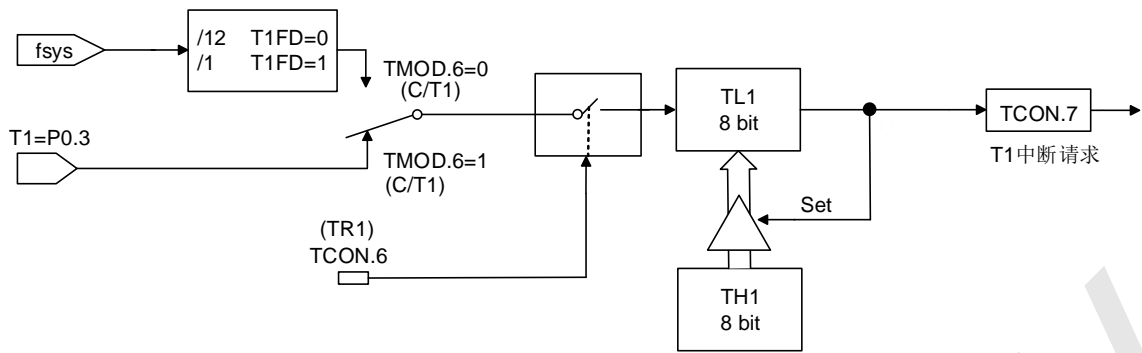 fsys
/12 T1FD=0
/1 T1FD=1
TMOD.6=0
(C/T1)
T1=P0.3
TMOD.6=1
(C/T1)
(TR1)
TCON.6
TL1
8 bit
TCON.7
T1中断请求
Set
TH1
8 bit